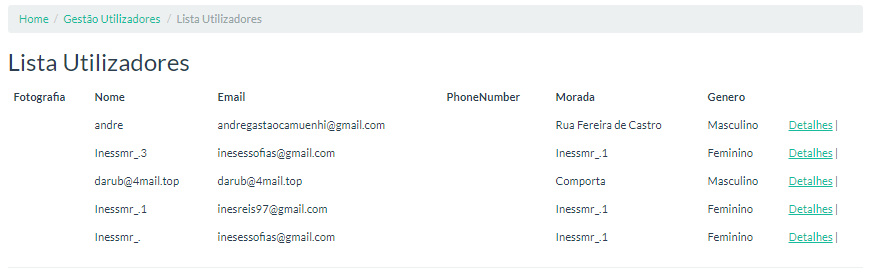 Home / Gestão Utilizadores / Lista Utilizadores
Lista Utilizadores
Fotografia Nome Email PhoneNumber Morada Genero
andre andregastaocamuenhi@gmail.com Rua Fereira de Castro Masculino Detalhes |
Inessmr_.3 inesessofias@gmail.com Inessmr_.1 Feminino Detalhes |
darub@4mail.top darub@4mail.top Comporta Masculino Detalhes |
Inessmr_.1 inesreis97@gmail.com Inessmr_.1 Feminino Detalhes |
Inessmr_. inesessofias@gmail.com Inessmr_.1 Feminino Detalhes |